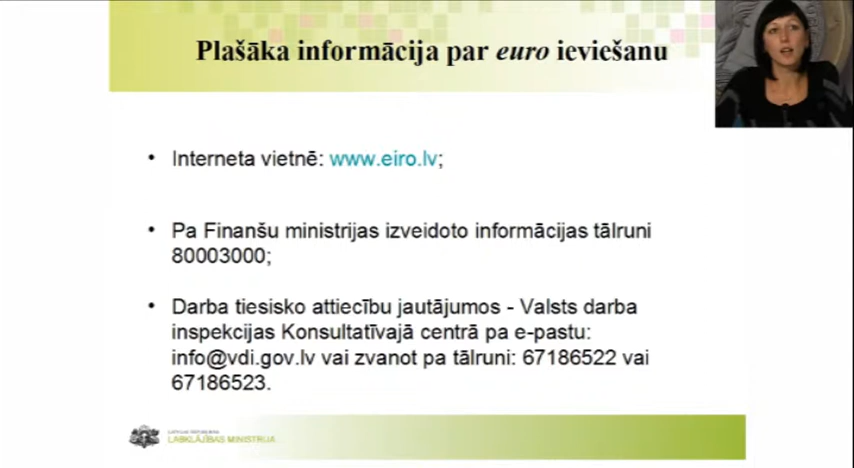 Plašāka informācija par euro ieviešanu
• Interneta vietnē: www.eiro.lv;
• Pa Finanšu ministrijas izveidoto informācijas tālruni
80003000;
• Darba tiesisko attiecību jautājumos - Valsts darba
inspekcijas Konsultatīvajā centrā pa e-pastu:
info@vdi.gov.lv vai zvanot pa tālruni: 67186522 vai
67186523.
LABKLĀJĪBAS MINISTRIJA